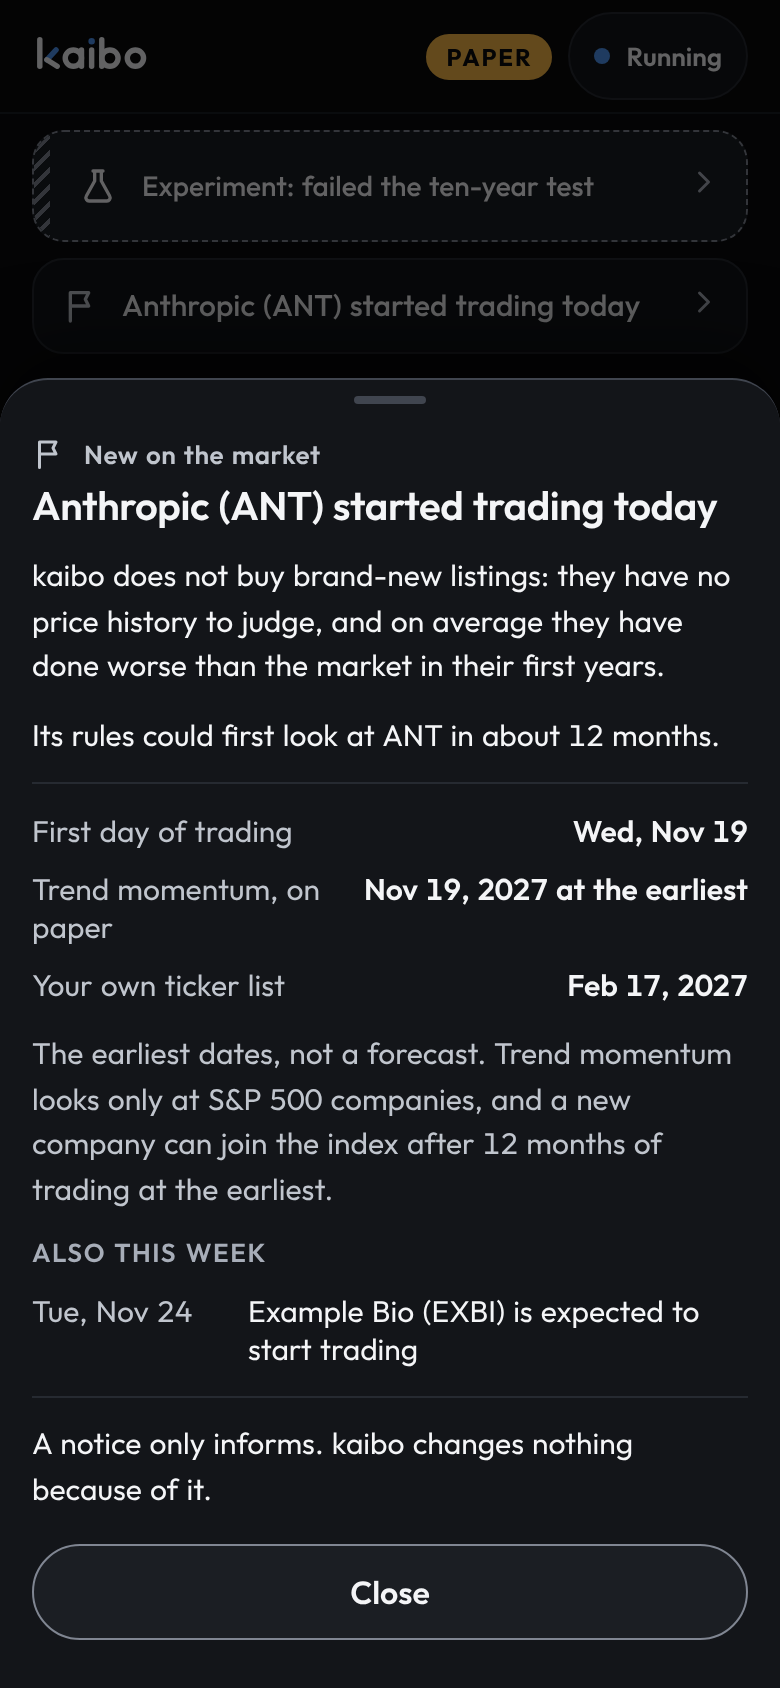 kaibo
PAPER
Running
Experiment: failed the ten-year test
Anthropic (ANT) started trading today
New on the market
Anthropic (ANT) started trading today
kaibo does not buy brand-new listings: they have no
price history to judge, and on average they have
done worse than the market in their first years.
Its rules could first look at ANT in about 12 months.
First day of trading
Wed, Nov 19
Trend momentum, on
paper
Nov 19, 2027 at the earliest
Your own ticker list
Feb 17, 2027
The earliest dates, not a forecast. Trend momentum
looks only at S&P 500 companies, and a new
company can join the index after 12 months of
trading at the earliest.
ALSO THIS WEEK
Tue, Nov 24
Example Bio (EXBI) is expected to
start trading
A notice only informs. kaibo changes nothing
because of it.
Close